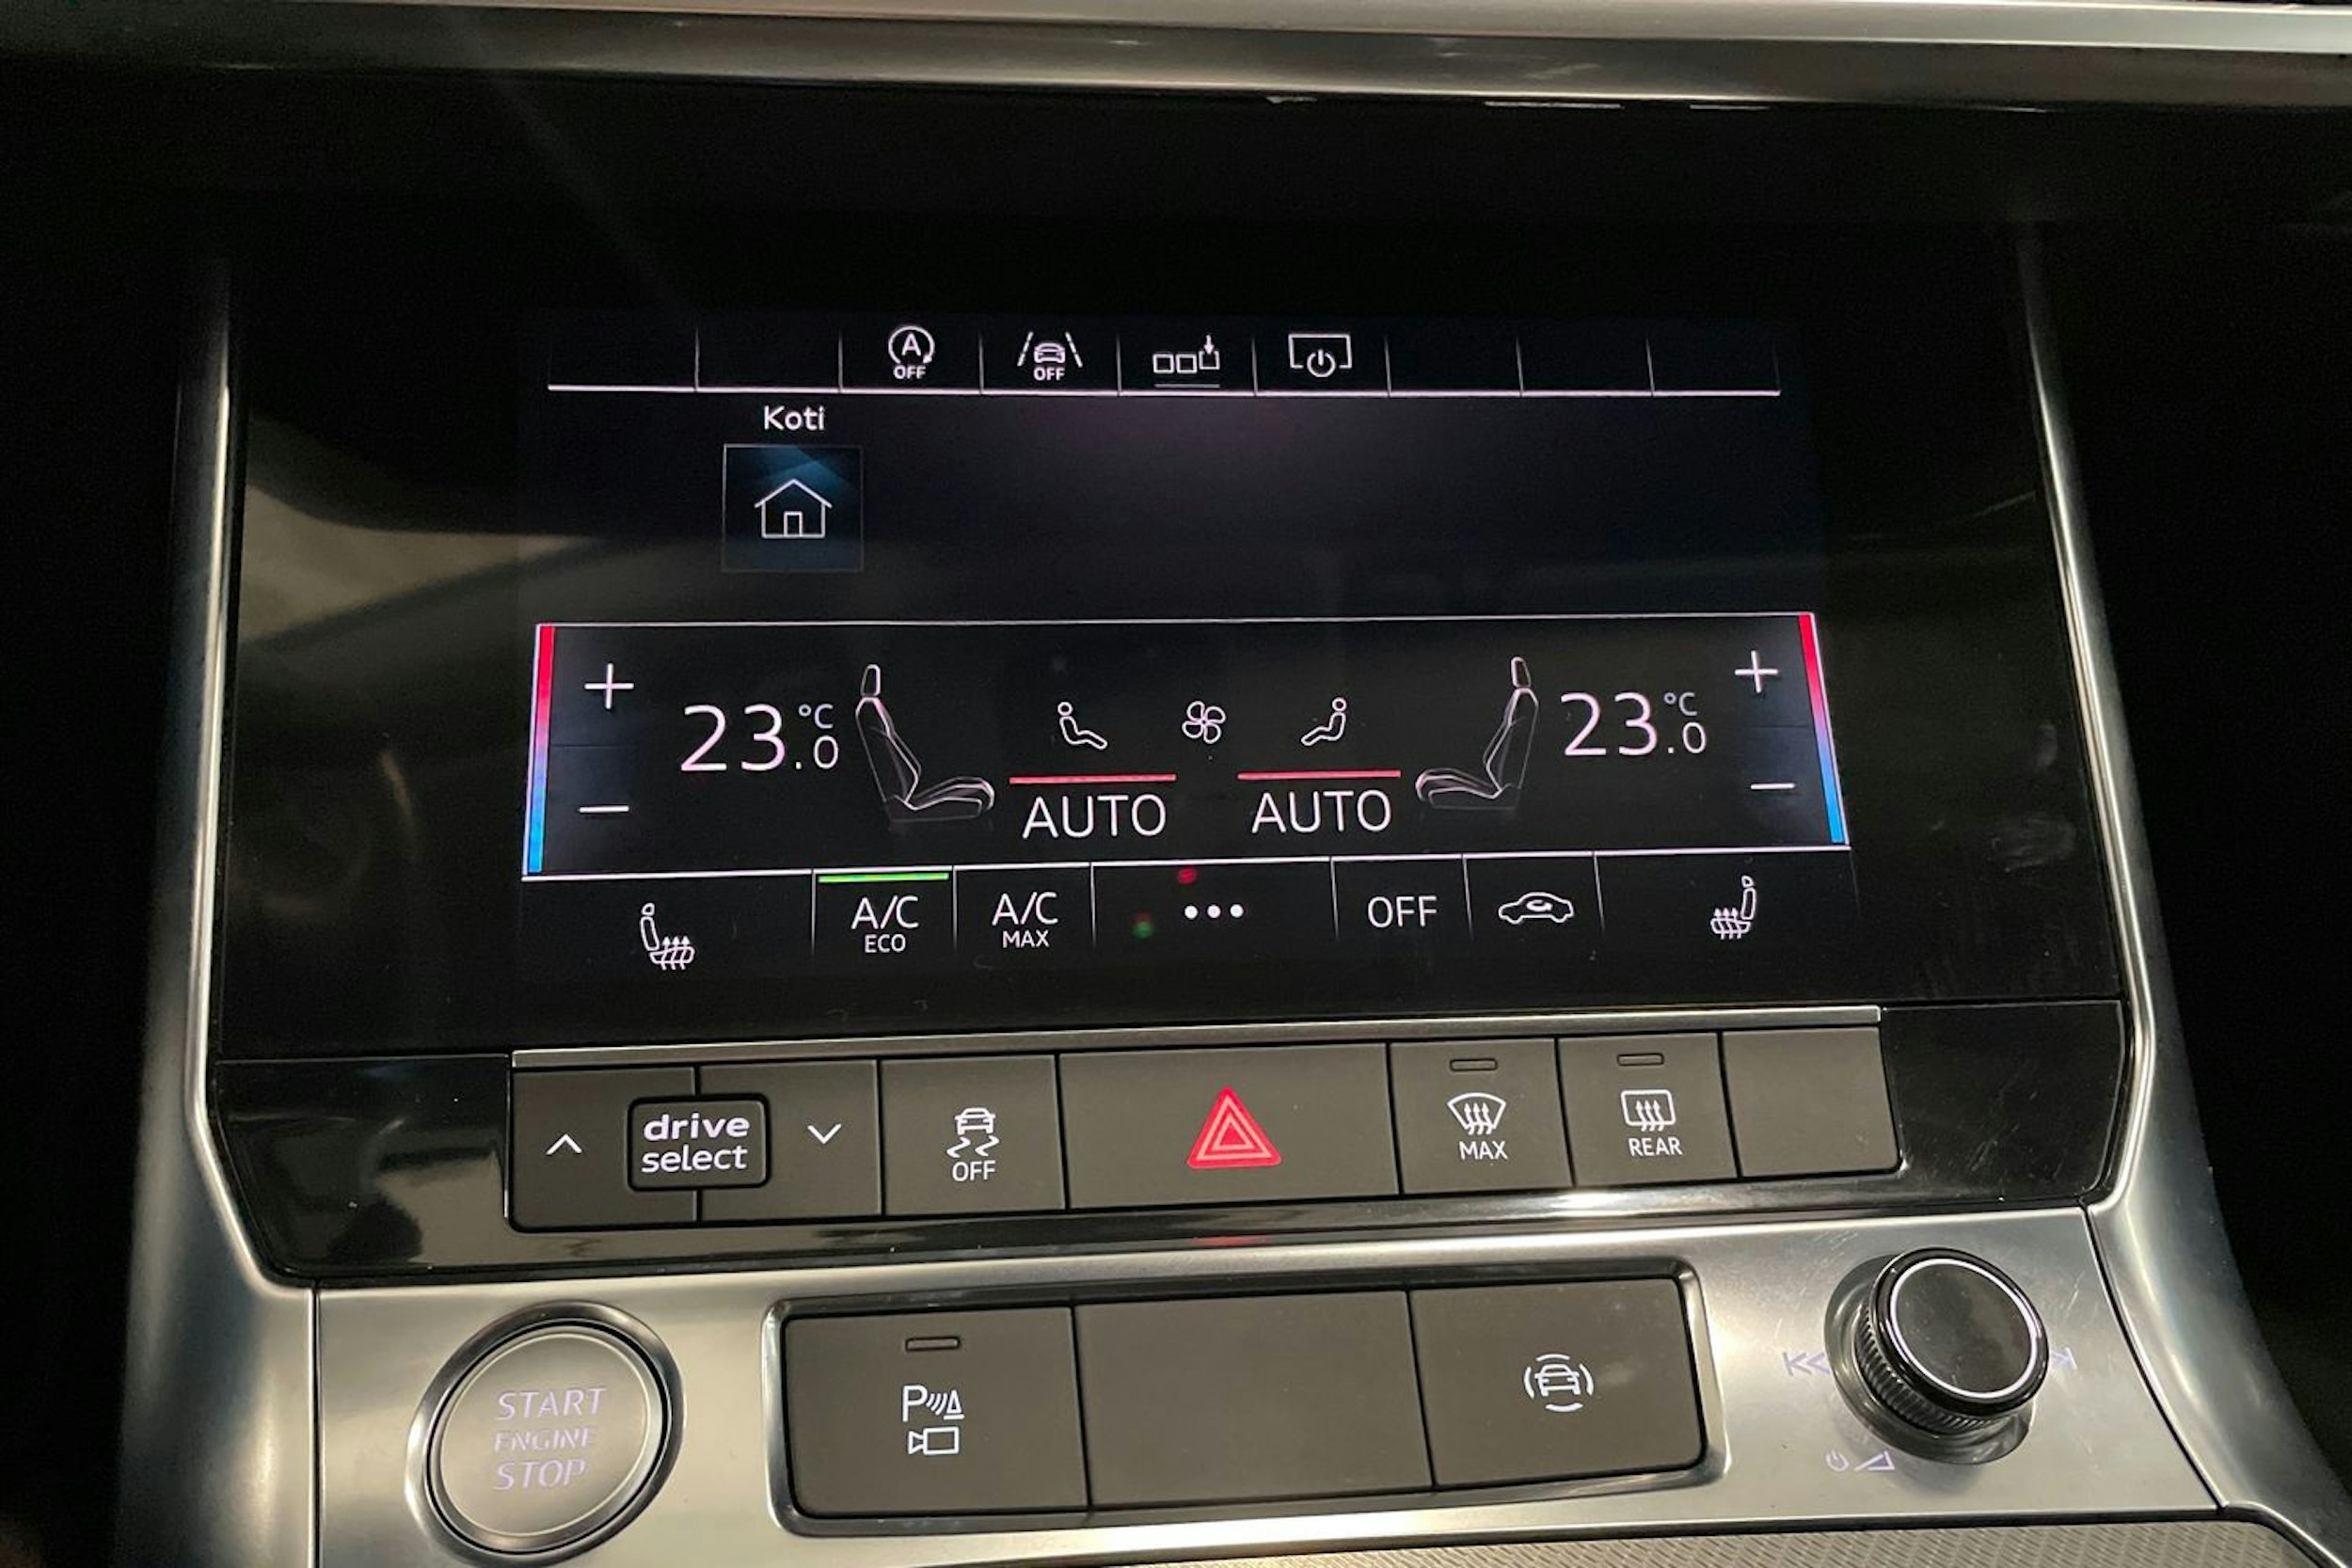 A
OFF
OFF
Koti
+ 23.0 °C 23.0 °C +
− −
AUTO AUTO
A/C
ECO
A/C
MAX
•••
OFF
drive
select
OFF
MAX
REAR
START
ENGINE
STOP
P